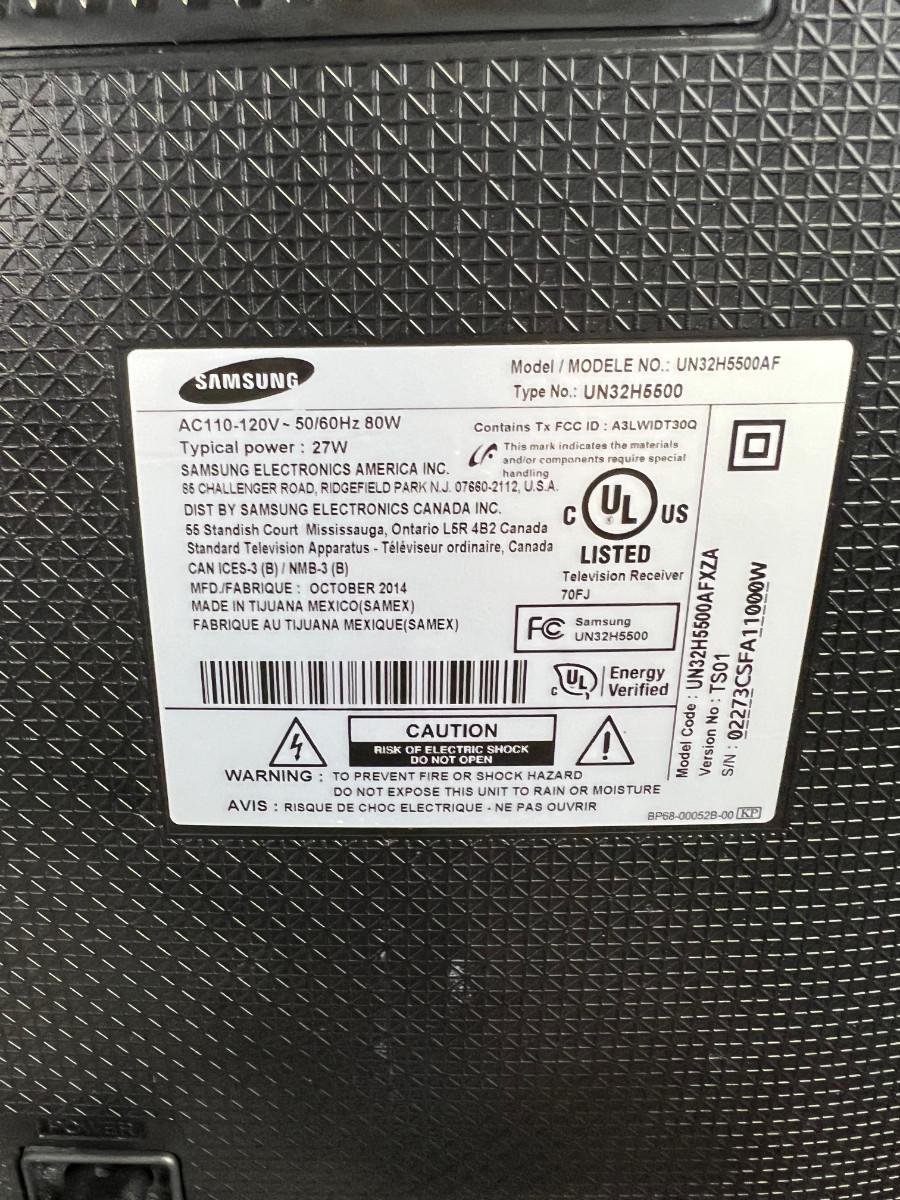 SAMSUNG
Model / MODELE NO.: UN32H5500AF
Type No.: UN32H5500
AC110-120V~ 50/60Hz 80W
Typical power : 27W
SAMSUNG ELECTRONICS AMERICA INC.
85 CHALLENGER ROAD, RIDGEFIELD PARK N.J. 07660-2112, U.S.A.
DIST BY SAMSUNG ELECTRONICS CANADA INC.
55 Standish Court Mississauga, Ontario L5R 4B2 Canada
Standard Television Apparatus - Téléviseur ordinaire, Canada
CAN ICES-3 (B) / NMB-3 (B)
MFD./FABRIQUE : OCTOBER 2014
MADE IN TIJUANA MEXICO(SAMEX)
FABRIQUE AU TIJUANA MEXIQUE(SAMEX)
Contains Tx FCC ID : A3LWIDT30Q
This mark indicates the materials
and/or components require special
handling
C UL US
LISTED
Television Receiver
70FJ
FC Samsung
UN32H5500
C UL Energy
Verified
Model Code : UN32H5500AFXZA
Version No : TS01
S/N : 02273CSFA11000W
CAUTION
RISK OF ELECTRIC SHOCK
DO NOT OPEN
WARNING : TO PREVENT FIRE OR SHOCK HAZARD
DO NOT EXPOSE THIS UNIT TO RAIN OR MOISTURE
AVIS : RISQUE DE CHOC ELECTRIQUE - NE PAS OUVRIR
BP68-00052B-00 KP
POWER